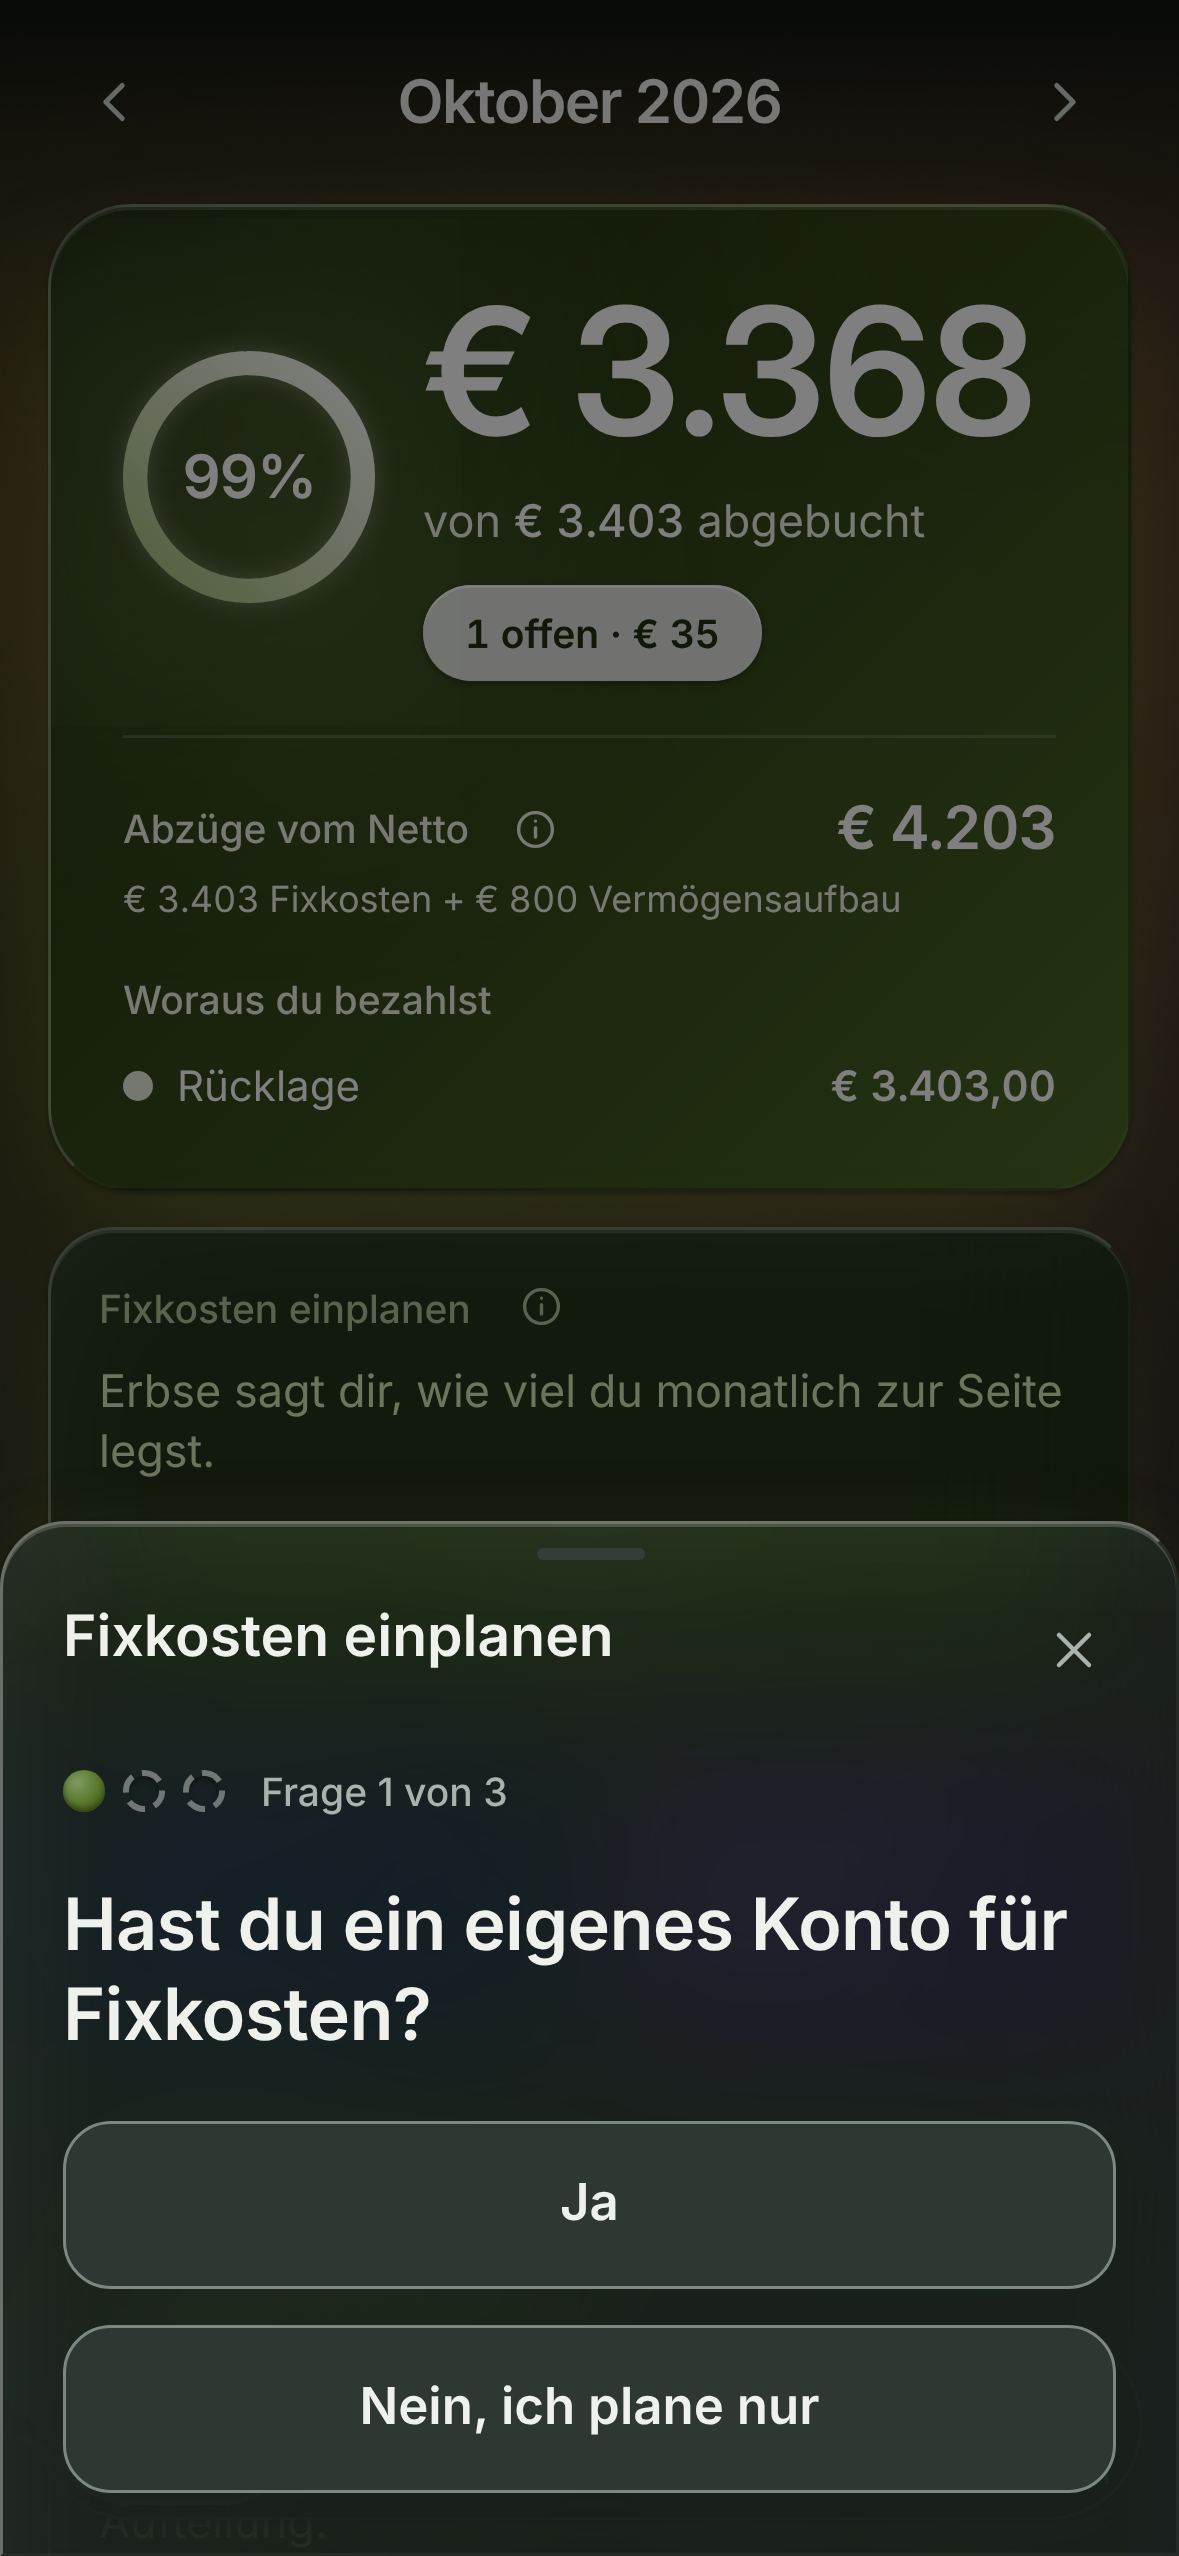 Oktober 2026
99%
€ 3.368
von € 3.403 abgebucht
1 offen · € 35
Abzüge vom Netto
€ 4.203
€ 3.403 Fixkosten + € 800 Vermögensaufbau
Woraus du bezahlst
Rücklage
€ 3.403,00
Fixkosten einplanen
Erbse sagt dir, wie viel du monatlich zur Seite
legst.
Fixkosten einplanen
Frage 1 von 3
Hast du ein eigenes Konto für
Fixkosten?
Ja
Nein, ich plane nur
Aufteilung.